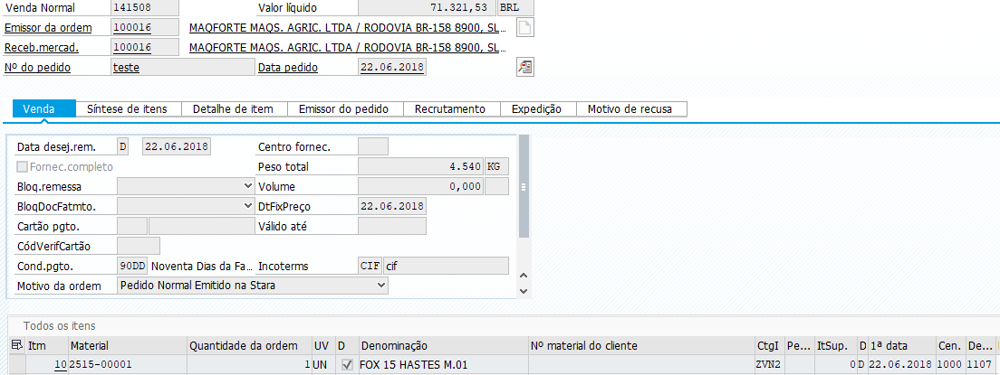 Venda Normal 141508 Valor líquido 71.321,53 BRL
Emissor da ordem 100016 MAQFORTE MAQS. AGRIC. LTDA / RODOVIA BR-158 8900, SL...
Receb.mercad. 100016 MAQFORTE MAQS. AGRIC. LTDA / RODOVIA BR-158 8900, SL...
Nº do pedido teste Data pedido 22.06.2018
Venda Síntese de itens Detalhe de item Emissor do pedido Recrutamento Expedição Motivo de recusa
Data desej.rem. D 22.06.2018 Centro fornec.
Fornec.completo Peso total 4.540 KG
Bloq.remessa Volume 0,000
BloqDocFatmto. DtFixPreço 22.06.2018
Cartão pgto. Válido até
CódVerifCartão
Cond.pgto. 90DD Noventa Dias da Fa... Incoterms CIF cif
Motivo da ordem Pedido Normal Emitido na Stara
Todos os itens
Itm Material Quantidade da ordem UV D Denominação Nº material do cliente CtgI Pe... ItSup. D 1ª data Cen. De...
10 2515-00001 1 UN FOX 15 HASTES M.01 ZVN2 0 D 22.06.2018 1000 1107